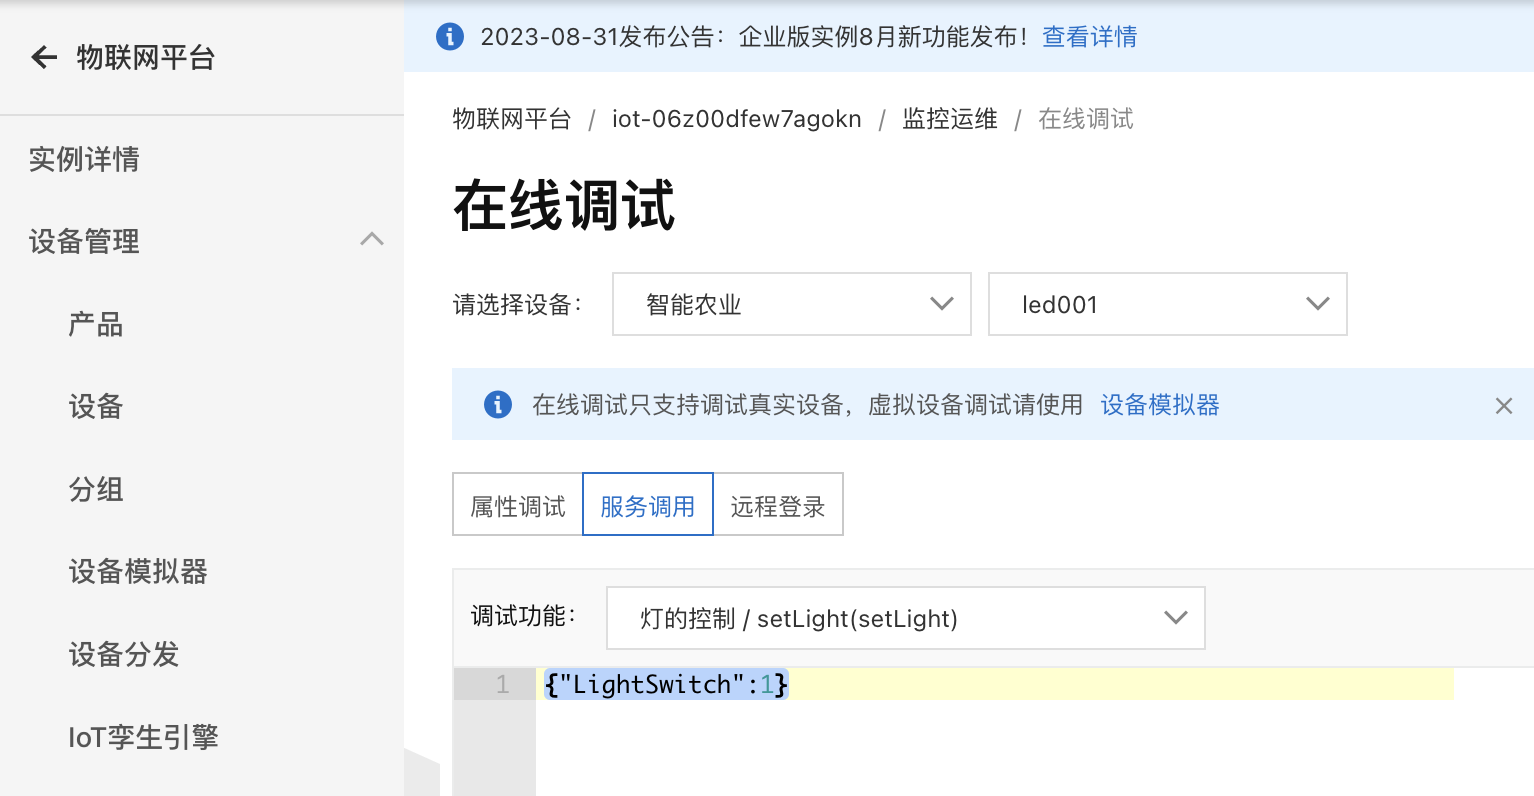 物联网平台
实例详情
设备管理
产品
设备
分组
设备模拟器
设备分发
IoT孪生引擎
2023-08-31发布公告：企业版实例8月新功能发布！查看详情
物联网平台 / iot-06z00dfew7agokn / 监控运维 / 在线调试
在线调试
请选择设备： 智能农业 led001
在线调试只支持调试真实设备，虚拟设备调试请使用 设备模拟器
属性调试 服务调用 远程登录
调试功能： 灯的控制 / setLight(setLight)
1 {"LightSwitch":1}